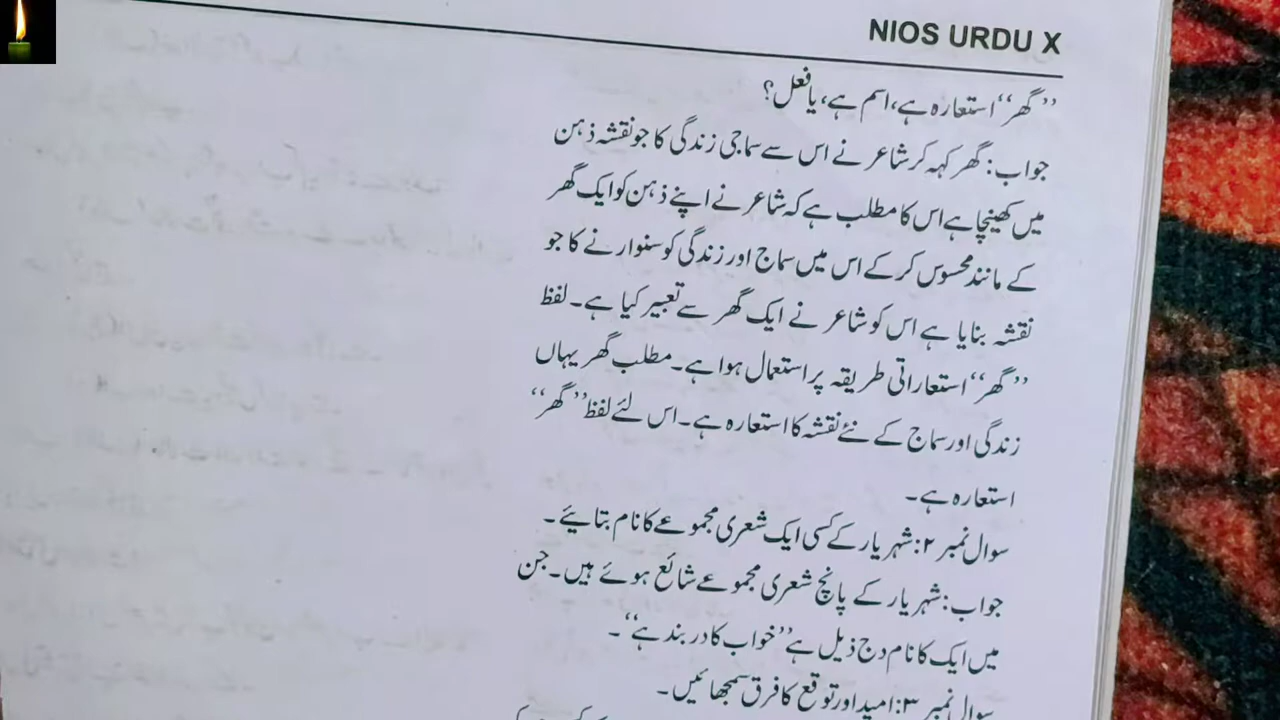 NIOS URDU X
’’گھر‘‘ استعارہ ہے، اسم ہے، یا فعل؟
جواب: گھر کہہ کر شاعر نے اس سے سماجی زندگی کا جو نقشہ ذہن
میں کھینچا ہے اس کا مطلب ہے کہ شاعر نے اپنے ذہن کو ایک گھر
کے مانند محسوس کر کے اس میں سماج اور زندگی کو سنوارنے کا جو
نقشہ بنایا ہے اس کو شاعر نے ایک گھر سے تعبیر کیا ہے۔ لفظ
’’گھر‘‘ استعاراتی طریقہ پر استعمال ہوا ہے۔ مطلب گھر یہاں
زندگی اور سماج کے نئے نقشہ کا استعارہ ہے۔ اس لئے لفظ ’’گھر‘‘
استعارہ ہے۔
سوال نمبر ۲: شہریار کے کسی ایک شعری مجموعے کا نام بتائیے۔
جواب: شہریار کے پانچ شعری مجموعے شائع ہوئے ہیں۔ جن
میں ایک کا نام دج ذیل ہے ’’خواب کا در بند ہے‘‘۔
سوال نمبر ۳: امید اور توقع کا فرق سمجھائیں۔